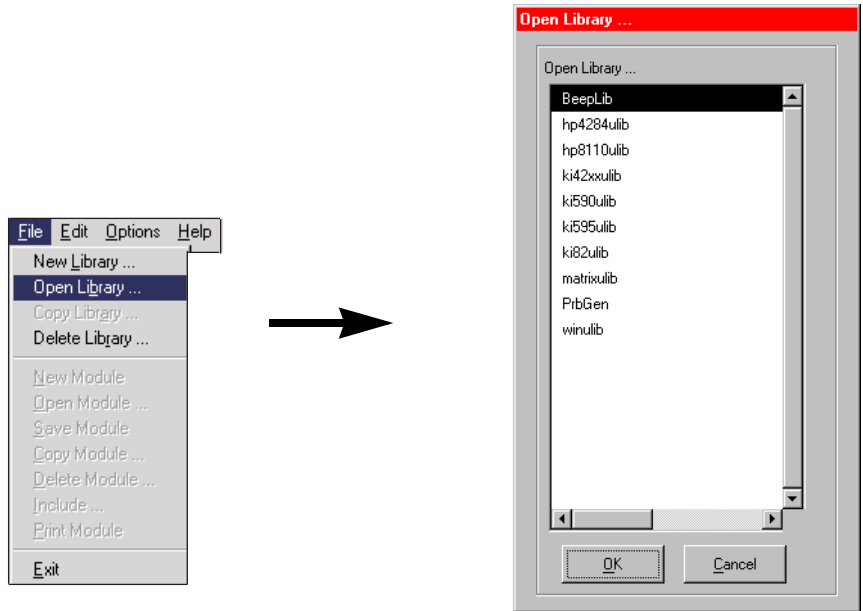 File Edit Options Help
New Library ...
Open Library ...
Copy Library ...
Delete Library ...
New Module
Open Module ...
Save Module
Copy Module ...
Delete Module ...
Include ...
Print Module
Exit
Open Library ...
Open Library ...
BeepLib
hp4284ulib
hp8110ulib
ki42xxulib
ki590ulib
ki595ulib
ki82ulib
matrixulib
PrbGen
winulib
OK Cancel